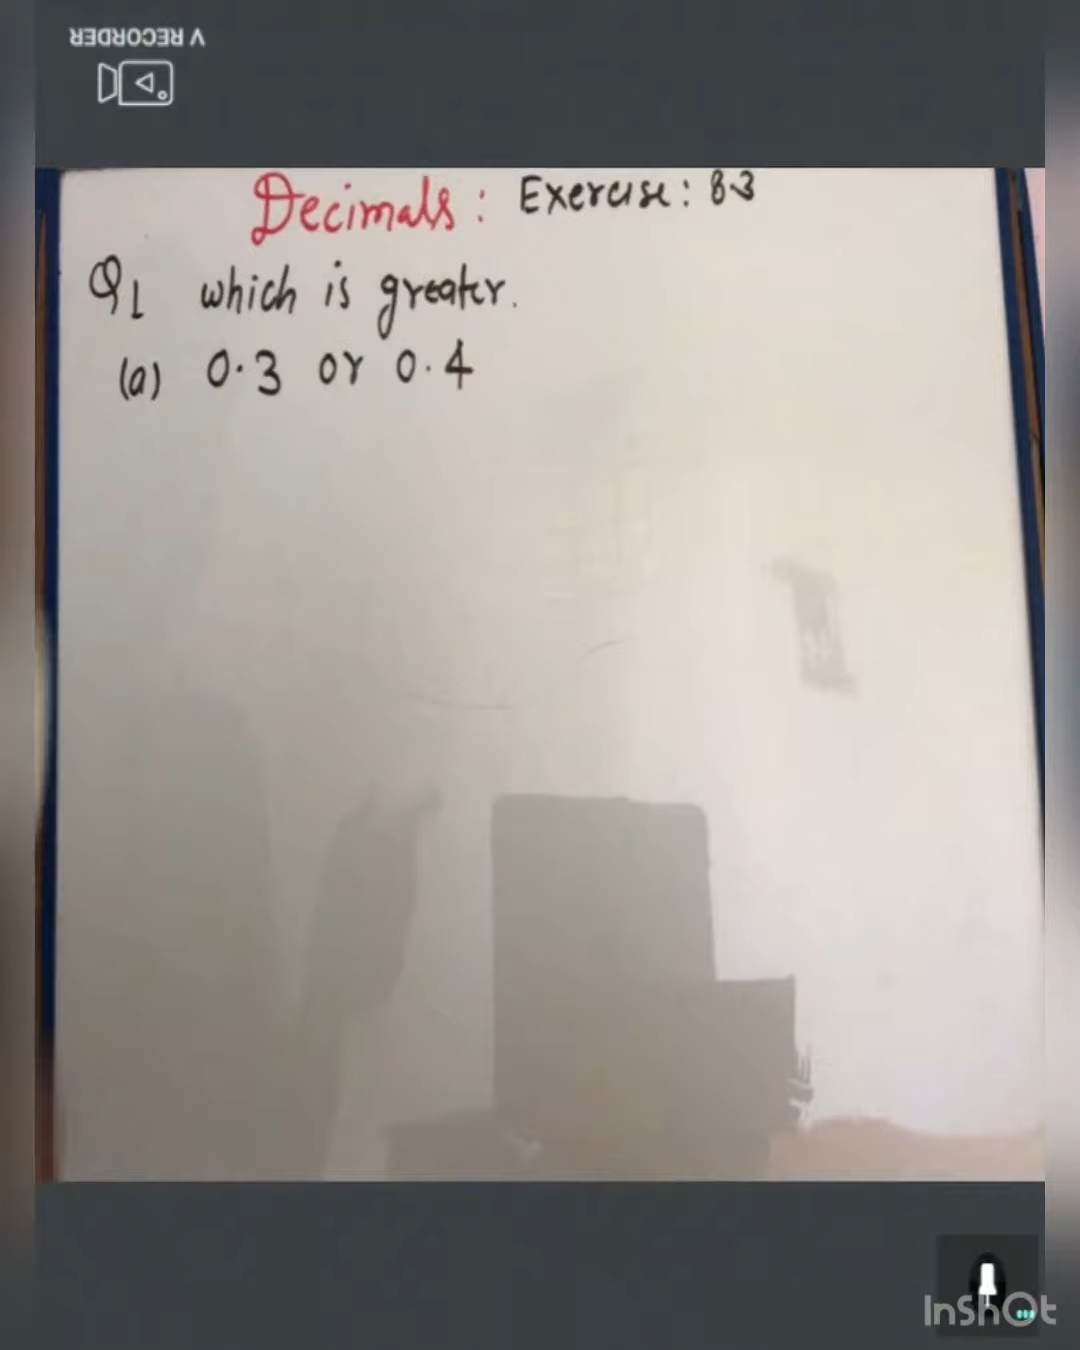 V RECORDER
Decimals : Exercise : 8.3
Q1 which is greater.
(a) 0.3 or 0.4
InShOt